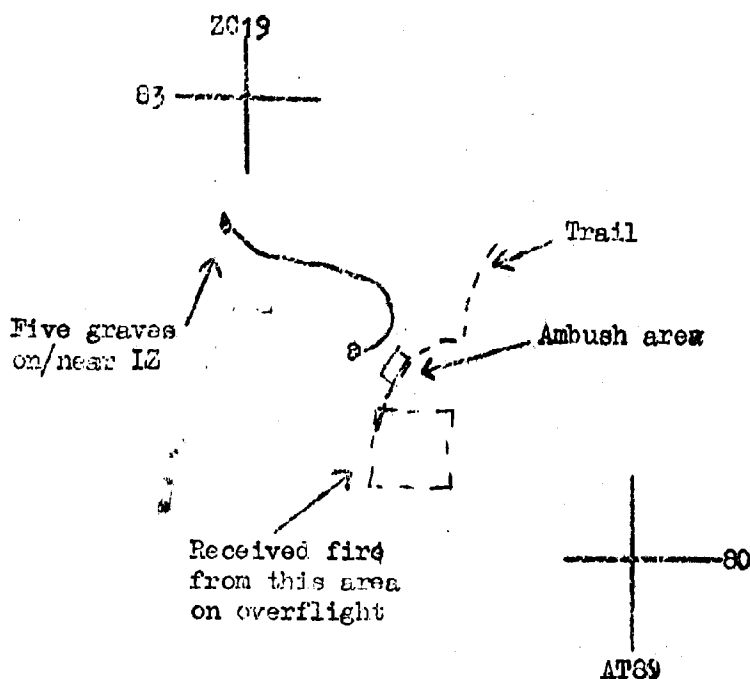 ZC19
83
Trail
Five graves
on/near LZ
Ambush area
Received fire
from this area
on overflight
80
AT89